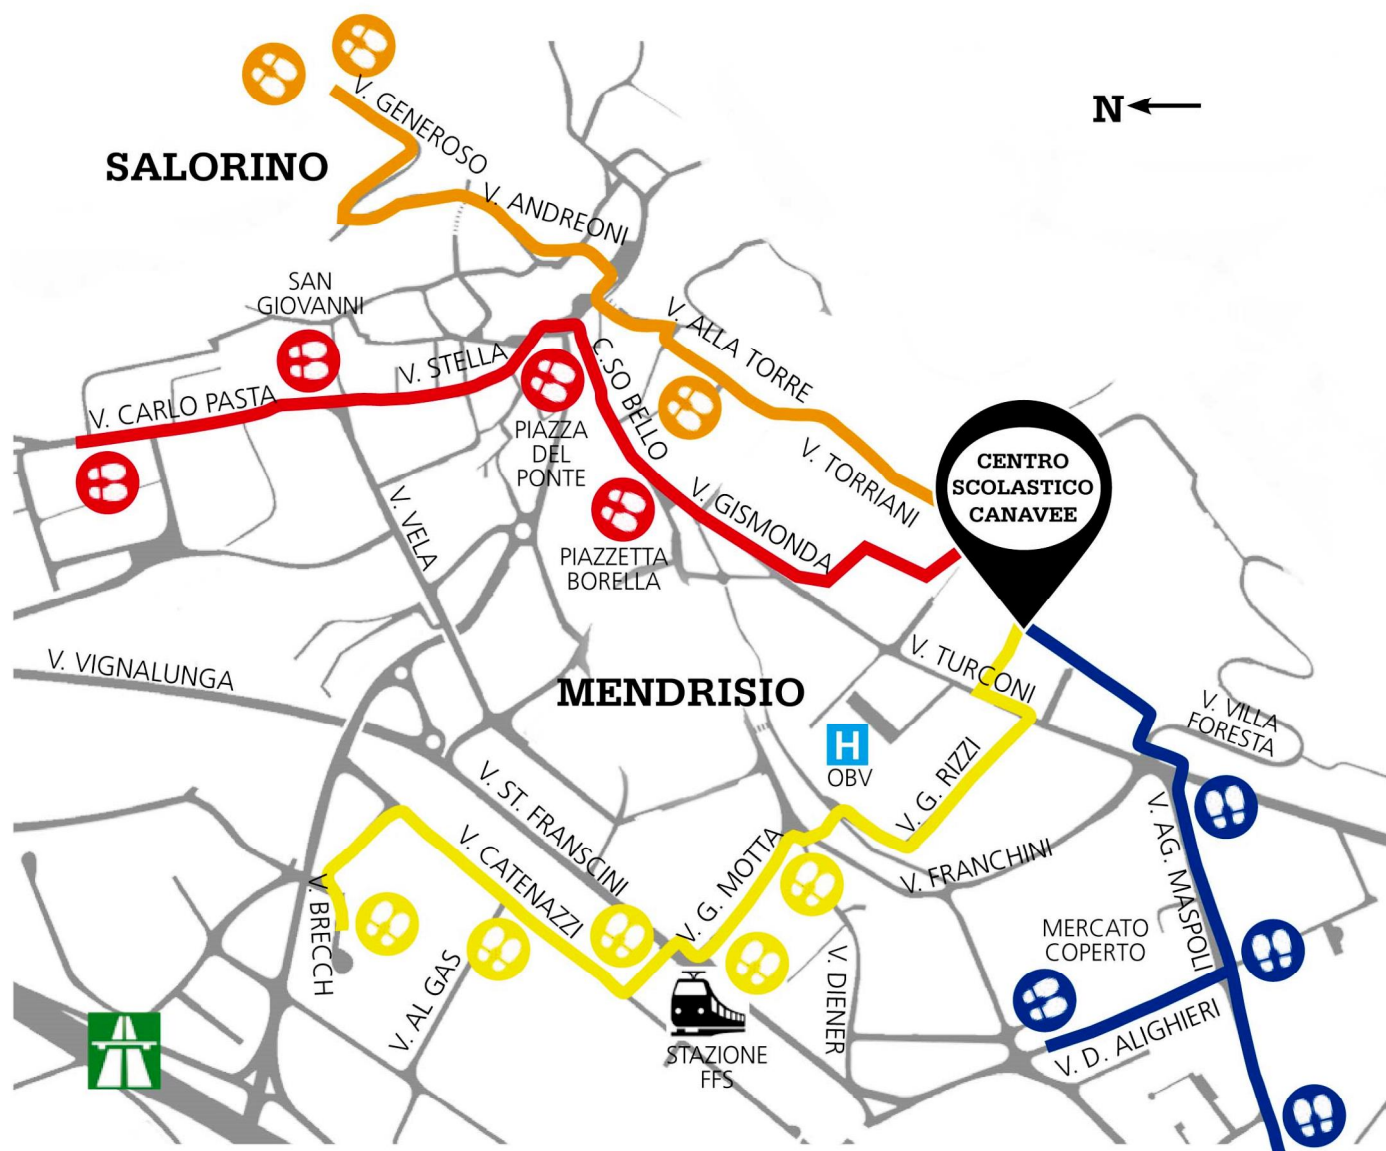 V. GENEROSO
N
SALORINO
V. ANDREONI
SAN
GIOVANNI
V. ALLA TORRE
V. STELLA
C.SO BELLO
V. CARLO PASTA
PIAZZA
DEL
PONTE
V. TORRIANI
CENTRO
SCOLASTICO
CANAVEE
V. GISMONDA
V. VELA
PIAZZETTA
BORELLA
V. VIGNALUNGA
V. TURCONI
MENDRISIO
V. VILLA
FORESTA
H
OBV
V. G. RIZZI
V. ST. FRANSCINI
V. AG. MASPOLI
V. CATENAZZI
V. G. MOTTA
V. FRANCHINI
V. BRECCH
MERCATO
COPERTO
V. AL GAS
V. DIENER
V. D. ALIGHIERI
STAZIONE
FFS